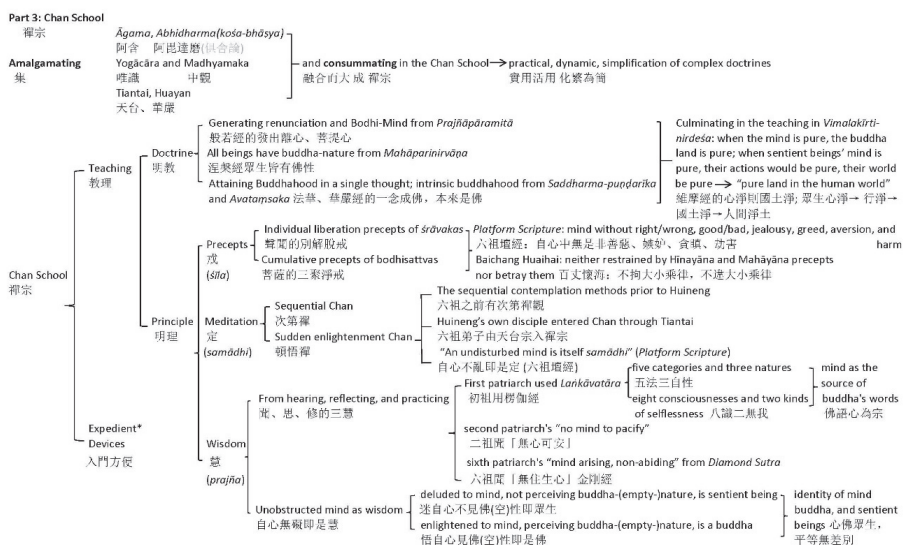 Part 3: Chan School
禪宗
Āgama, Abhidharma(kośa-bhāṣya)
阿含 阿毘達磨(俱舍論)
Amalgamating
集
Yogācāra and Madhyamaka
唯識 中觀
Tiantai, Huayan
天台、華嚴
and consummating in the Chan School → practical, dynamic, simplification of complex doctrines
融合而大成 禪宗 實用活用 化繁為簡
Chan School
禪宗
Teaching
教理
Doctrine
明教
Generating renunciation and Bodhi-Mind from Prajñāpāramitā
般若經的發出離心、菩提心
All beings have buddha-nature from Mahāparinirvāṇa
涅槃經眾生皆有佛性
Attaining Buddhahood in a single thought; intrinsic buddhahood from Saddharma-puṇḍarīka
and Avataṃsaka 法華、華嚴經的一念成佛，本來是佛
Culminating in the teaching in Vimalakīrti-
nirdeśa: when the mind is pure, the buddha
land is pure; when sentient beings' mind is
pure, their actions would be pure, their world
be pure → "pure land in the human world"
維摩經的心淨則國土淨; 眾生心淨→ 行淨→
國土淨→人間淨土
Principle
明理
Precepts
戒
(śīla)
Individual liberation precepts of śrāvakas
聲聞的別解脫戒
Cumulative precepts of bodhisattvas
菩薩的三聚淨戒
Platform Scripture: mind without right/wrong, good/bad, jealousy, greed, aversion, and
harm
六祖壇經：自心中無是非善惡、嫉妒、貪嗔、劫害
Baichang Huaihai: neither restrained by Hīnayāna and Mahāyāna precepts
nor betray them 百丈懷海：不拘大小乘律，不違大小乘律
Meditation
定
(samādhi)
Sequential Chan
次第禪
Sudden enlightenment Chan
頓悟禪
The sequential contemplation methods prior to Huineng
六祖之前有次第禪觀
Huineng's own disciple entered Chan through Tiantai
六祖弟子由天台宗入禪宗
"An undisturbed mind is itself samādhi" (Platform Scripture)
自心不亂即是定 (六祖壇經)
Wisdom
慧
(prajña)
From hearing, reflecting, and practicing
聞、思、修的三慧
First patriarch used Laṅkāvatāra
初祖用楞伽經
five categories and three natures
五法三自性
eight consciousnesses and two kinds
of selflessness 八識二無我
mind as the
source of
buddha's words
佛語心為宗
second patriarch's "no mind to pacify"
二祖聞「無心可安」
sixth patriarch's "mind arising, non-abiding" from Diamond Sutra
六祖聞「無住生心」金剛經
Unobstructed mind as wisdom
自心無礙即是慧
deluded to mind, not perceiving buddha-(empty-)nature, is sentient being
迷自心不見佛(空)性即眾生
enlightened to mind, perceiving buddha-(empty-)nature, is a buddha
悟自心見佛(空)性即是佛
identity of mind
buddha, and sentient
beings 心佛眾生，
平等無差別
Expedient*
Devices
入門方便